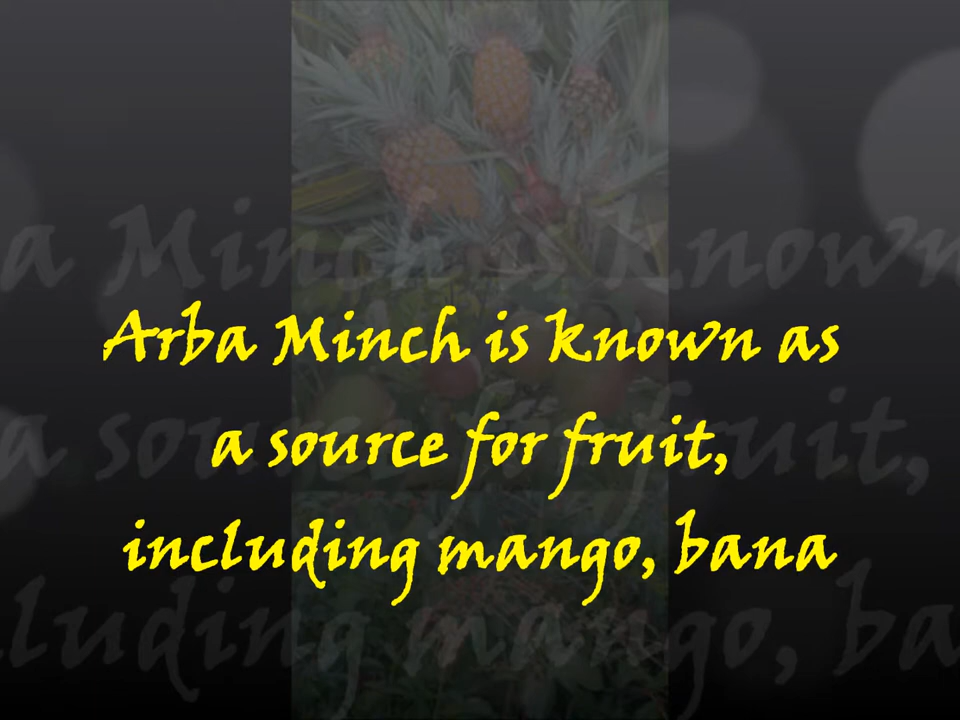 Arba Minch is known as
a source for fruit,
including mango, bana